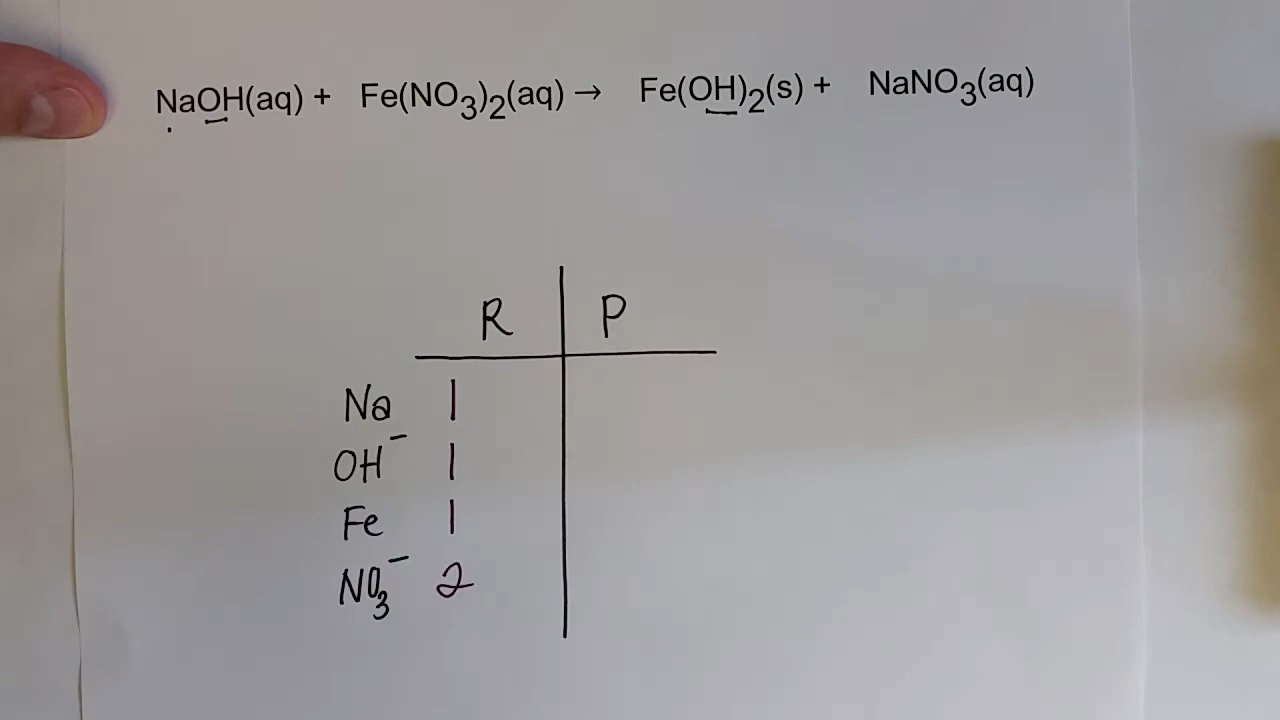 NaOH(aq) + Fe(NO₃)₂(aq) → Fe(OH)₂(s) + NaNO₃(aq)
R P
Na 1
OH⁻ 1
Fe 1
NO₃⁻ 2